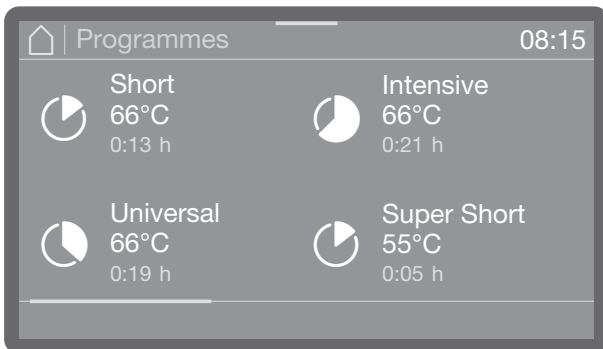 Programmes
08:15
Short
66°C
0:13 h
Intensive
66°C
0:21 h
Universal
66°C
0:19 h
Super Short
55°C
0:05 h